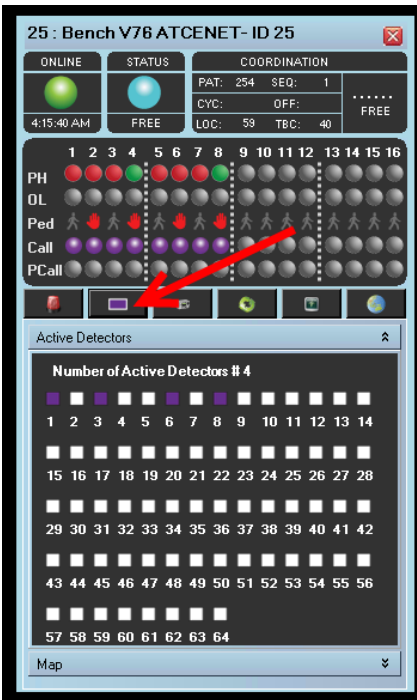 25 : Bench V76 ATCENET- ID 25
ONLINE STATUS COORDINATION
PAT: 254 SEQ: 1
CYC: OFF:
4:15:40 AM FREE LOC: 59 TBC: 40 ...... FREE
1 2 3 4 5 6 7 8 9 10 11 12 13 14 15 16
PH
OL
Ped
Call
PCall
Active Detectors
Number of Active Detectors # 4
1 2 3 4 5 6 7 8 9 10 11 12 13 14
15 16 17 18 19 20 21 22 23 24 25 26 27 28
29 30 31 32 33 34 35 36 37 38 39 40 41 42
43 44 45 46 47 48 49 50 51 52 53 54 55 56
57 58 59 60 61 62 63 64
Map